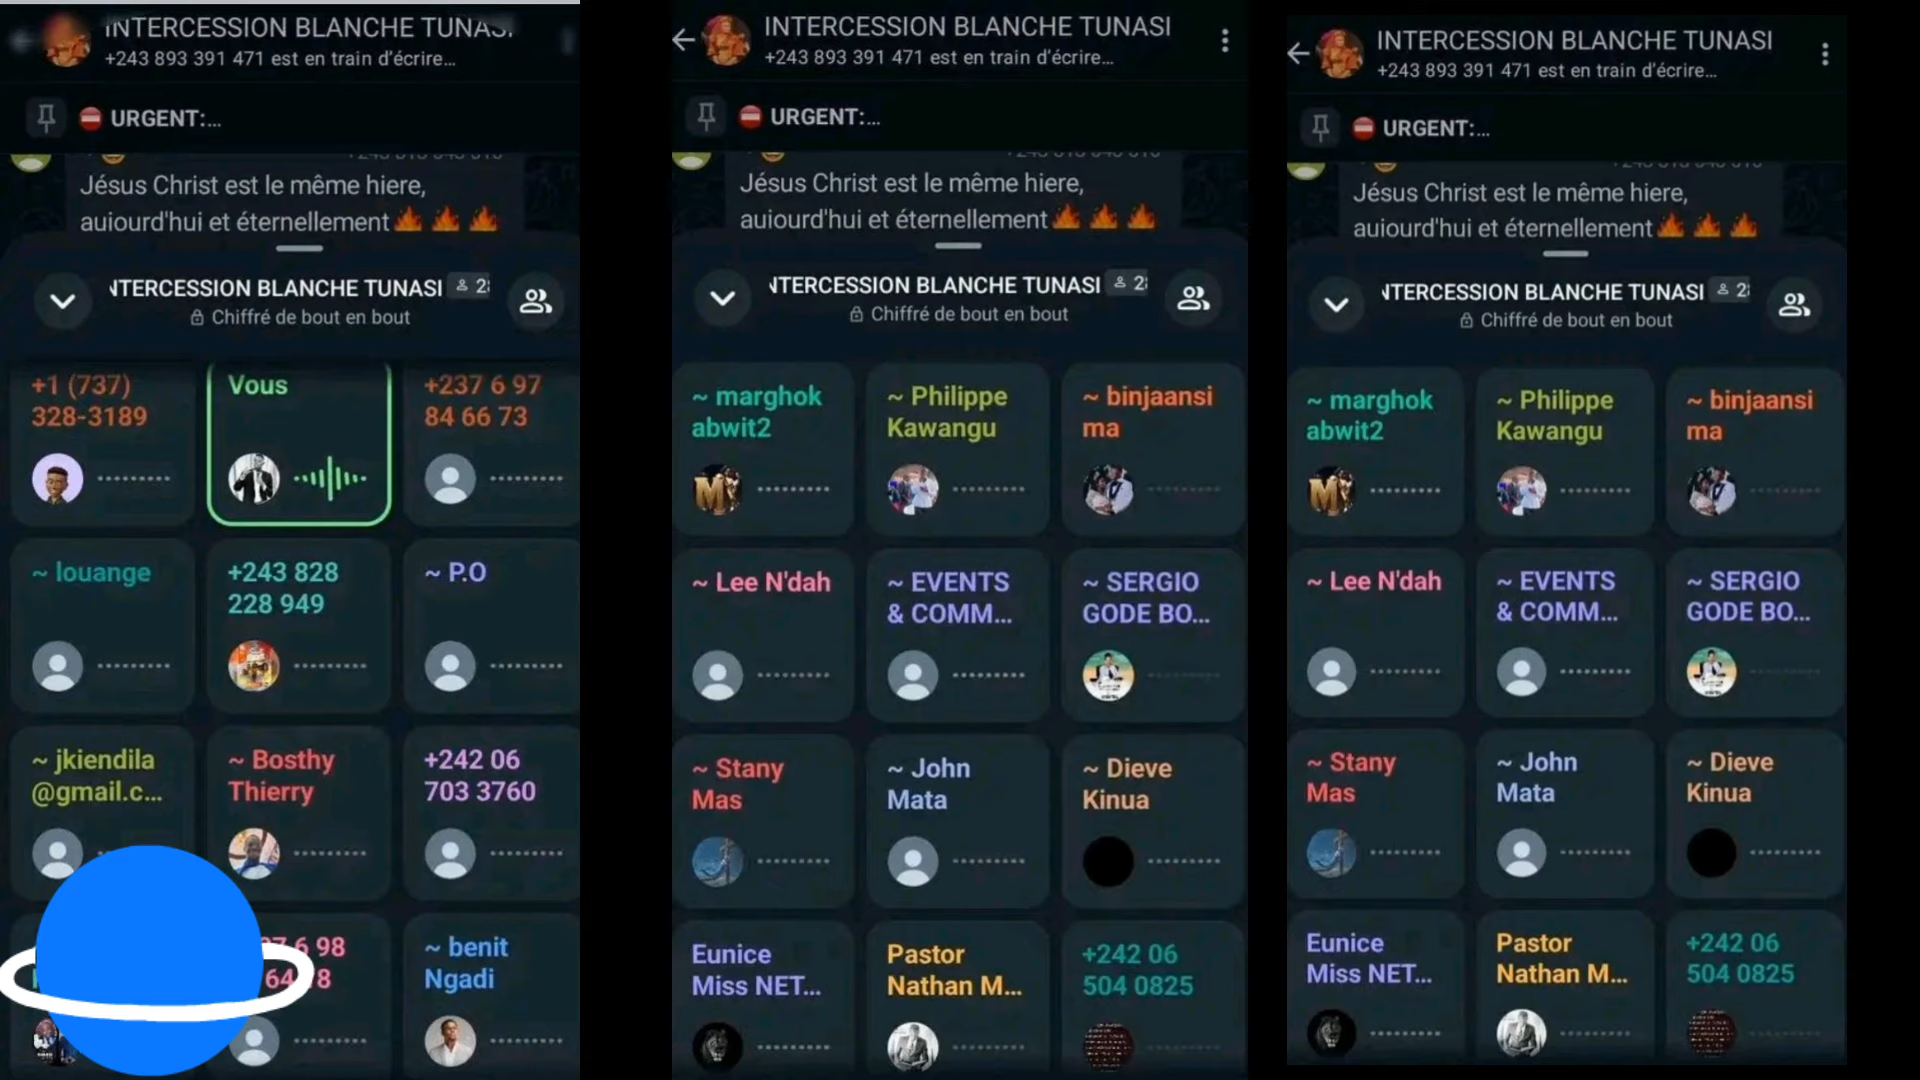 INTERCESSION BLANCHE TUNASI
+243 893 391 471 est en train d'écrire...
URGENT:...
Jésus Christ est le même hiere,
aujourd'hui et éternellement🔥🔥🔥
NTERCESSION BLANCHE TUNASI
Chiffré de bout en bout
+1 (737)
328-3189
Vous
+237 6 97
84 66 73
~ louange
+243 828
228 949
~ P.O
~ jkiendila
@gmail.c...
~ Bosthy
Thierry
+242 06
703 3760
~ benit
Ngadi
INTERCESSION BLANCHE TUNASI
+243 893 391 471 est en train d'écrire...
URGENT:...
Jésus Christ est le même hiere,
aujourd'hui et éternellement🔥🔥🔥
NTERCESSION BLANCHE TUNASI
Chiffré de bout en bout
~ marghok
abwit2
~ Philippe
Kawangu
~ binjaansi
ma
~ Lee N'dah
~ EVENTS
& COMM...
~ SERGIO
GODE BO...
~ Stany
Mas
~ John
Mata
~ Dieve
Kinua
Eunice
Miss NET...
Pastor
Nathan M...
+242 06
504 0825
INTERCESSION BLANCHE TUNASI
+243 893 391 471 est en train d'écrire...
URGENT:...
Jésus Christ est le même hiere,
aujourd'hui et éternellement🔥🔥🔥
NTERCESSION BLANCHE TUNASI
Chiffré de bout en bout
~ marghok
abwit2
~ Philippe
Kawangu
~ binjaansi
ma
~ Lee N'dah
~ EVENTS
& COMM...
~ SERGIO
GODE BO...
~ Stany
Mas
~ John
Mata
~ Dieve
Kinua
Eunice
Miss NET...
Pastor
Nathan M...
+242 06
504 0825